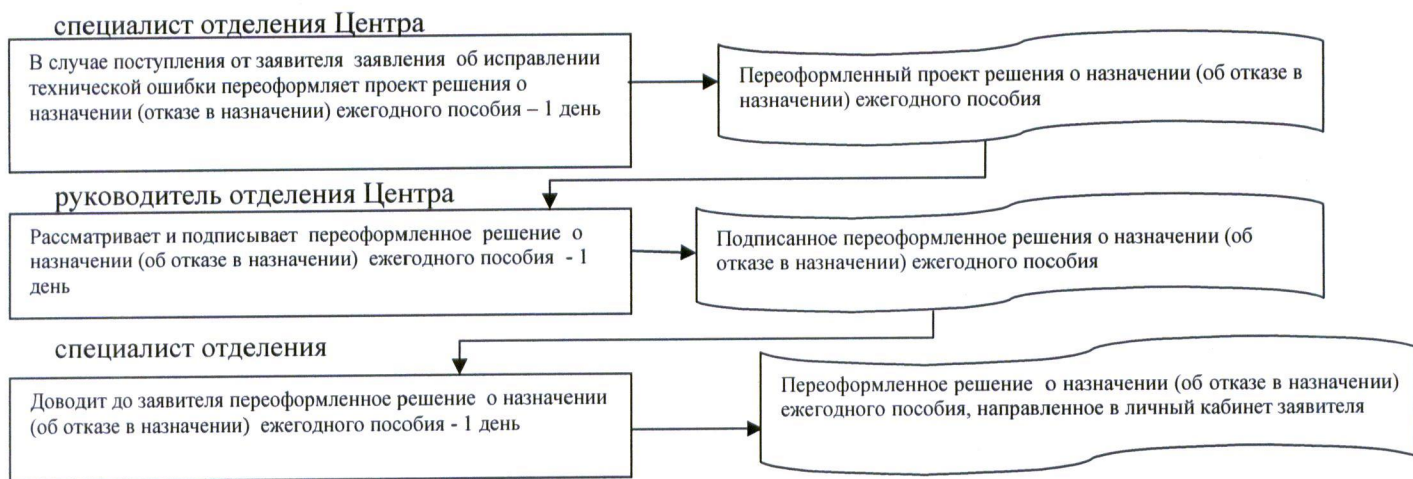 специалист отделения Центра
В случае поступления от заявителя заявления об исправлении
технической ошибки переоформляет проект решения о
назначении (отказе в назначении) ежегодного пособия – 1 день
Переоформленный проект решения о назначении (об отказе в
назначении) ежегодного пособия
руководитель отделения Центра
Рассматривает и подписывает переоформленное решение о
назначении (об отказе в назначении) ежегодного пособия - 1
день
Подписанное переоформленное решения о назначении (об
отказе в назначении) ежегодного пособия
специалист отделения
Доводит до заявителя переоформленное решение о назначении
(об отказе в назначении) ежегодного пособия - 1 день
Переоформленное решение о назначении (об отказе в назначении)
ежегодного пособия, направленное в личный кабинет заявителя